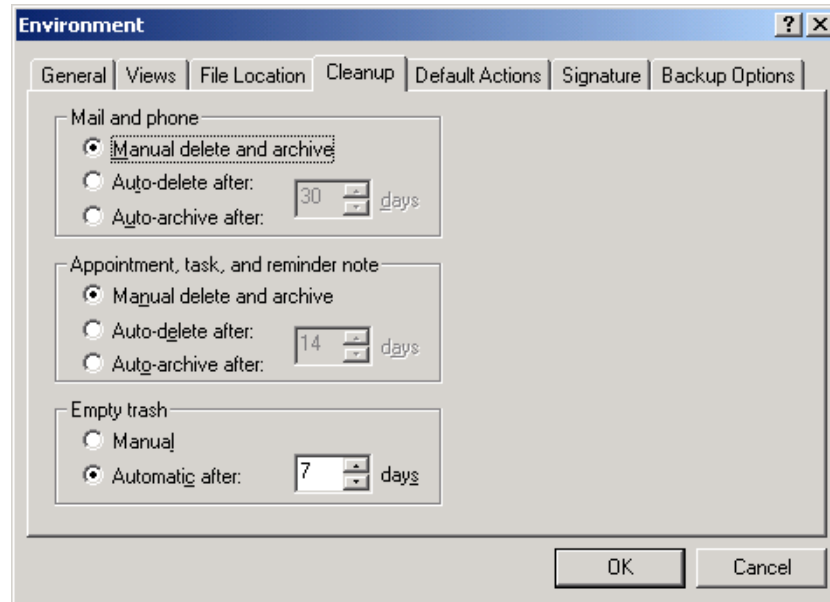 Environment
General Views File Location Cleanup Default Actions Signature Backup Options
Mail and phone
Manual delete and archive
Auto-delete after:
30 days
Auto-archive after:
Appointment, task, and reminder note
Manual delete and archive
Auto-delete after:
14 days
Auto-archive after:
Empty trash
Manual
Automatic after: 7 days
OK Cancel